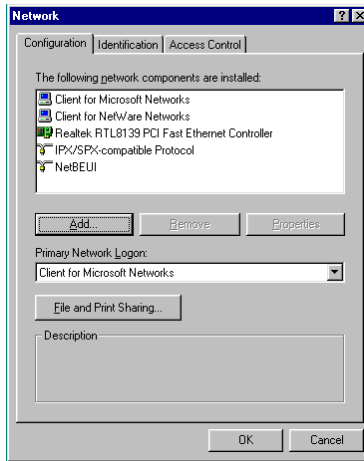 Network
Configuration Identification Access Control
The following network components are installed:
Client for Microsoft Networks
Client for NetWare Networks
Realtek RTL8139 PCI Fast Ethernet Controller
IPX/SPX-compatible Protocol
NetBEUI
Add... Remove Properties
Primary Network Logon:
Client for Microsoft Networks
File and Print Sharing...
Description
OK Cancel